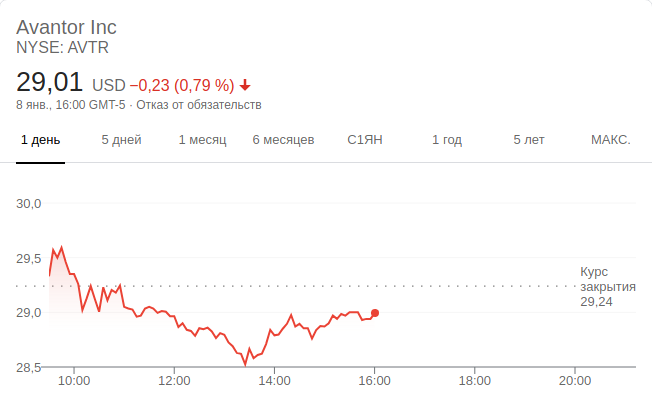 Avantor Inc
NYSE: AVTR
29,01 USD −0,23 (0,79 %)
8 янв., 16:00 GMT-5 · Отказ от обязательств
1 день 5 дней 1 месяц 6 месяцев С1ЯН 1 год 5 лет МАКС.
30,0
29,5
Курс
закрытия
29,24
29,0
28,5
10:00 12:00 14:00 16:00 18:00 20:00